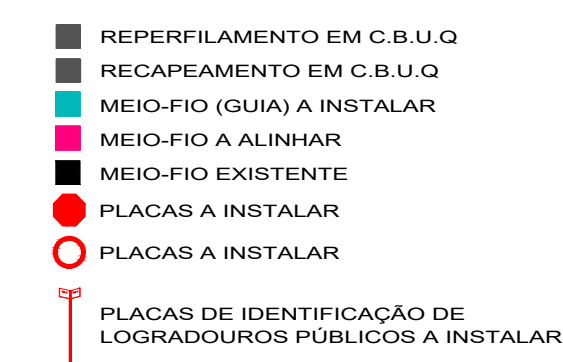 REPERFILAMENTO EM C.B.U.Q
RECAPEAMENTO EM C.B.U.Q
MEIO-FIO (GUIA) A INSTALAR
MEIO-FIO A ALINHAR
MEIO-FIO EXISTENTE
PLACAS A INSTALAR
PLACAS A INSTALAR
PLACAS DE IDENTIFICAÇÃO DE
LOGRADOUROS PÚBLICOS A INSTALAR